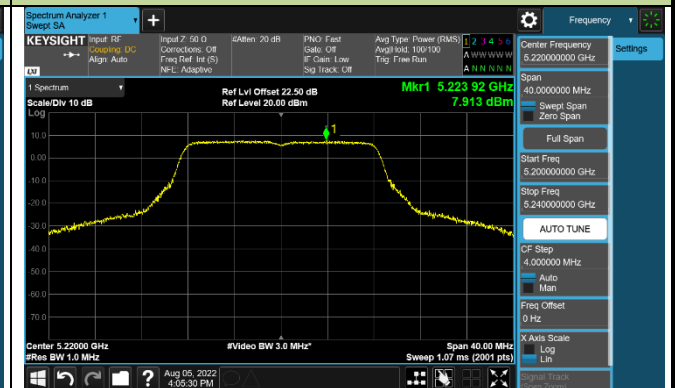 Spectrum Analyzer 1
Swept SA
+
Frequency
KEYSIGHT
Input: RF
Coupling: DC
Align: Auto
Input Z: 50 Ω
Corrections: Off
Freq Ref: Int (S)
NFE: Adaptive
#Atten: 20 dB
PNO: Fast
Gate: Off
IF Gain: Low
Sig Track: Off
Avg Type: Power (RMS)
Avg|Hold: 100/100
Trig: Free Run
1 2 3 4 5 6
A W W W W W
A N N N N N
LXI
1 Spectrum
Scale/Div 10 dB
Log
Ref Lvl Offset 22.50 dB
Ref Level 20.00 dBm
Mkr1 5.223 92 GHz
7.913 dBm
1
10.0
0.00
-10.0
-20.0
-30.0
-40.0
-50.0
-60.0
-70.0
Center 5.22000 GHz
#Res BW 1.0 MHz
#Video BW 3.0 MHz*
Span 40.00 MHz
Sweep 1.07 ms (2001 pts)
Aug 05, 2022
4:05:30 PM
?
Center Frequency
5.220000000 GHz
Span
40.0000000 MHz
Swept Span
Zero Span
Full Span
Start Freq
5.200000000 GHz
Stop Freq
5.240000000 GHz
AUTO TUNE
CF Step
4.000000 MHz
Auto
Man
Freq Offset
0 Hz
X Axis Scale
Log
Lin
Signal Track
Settings